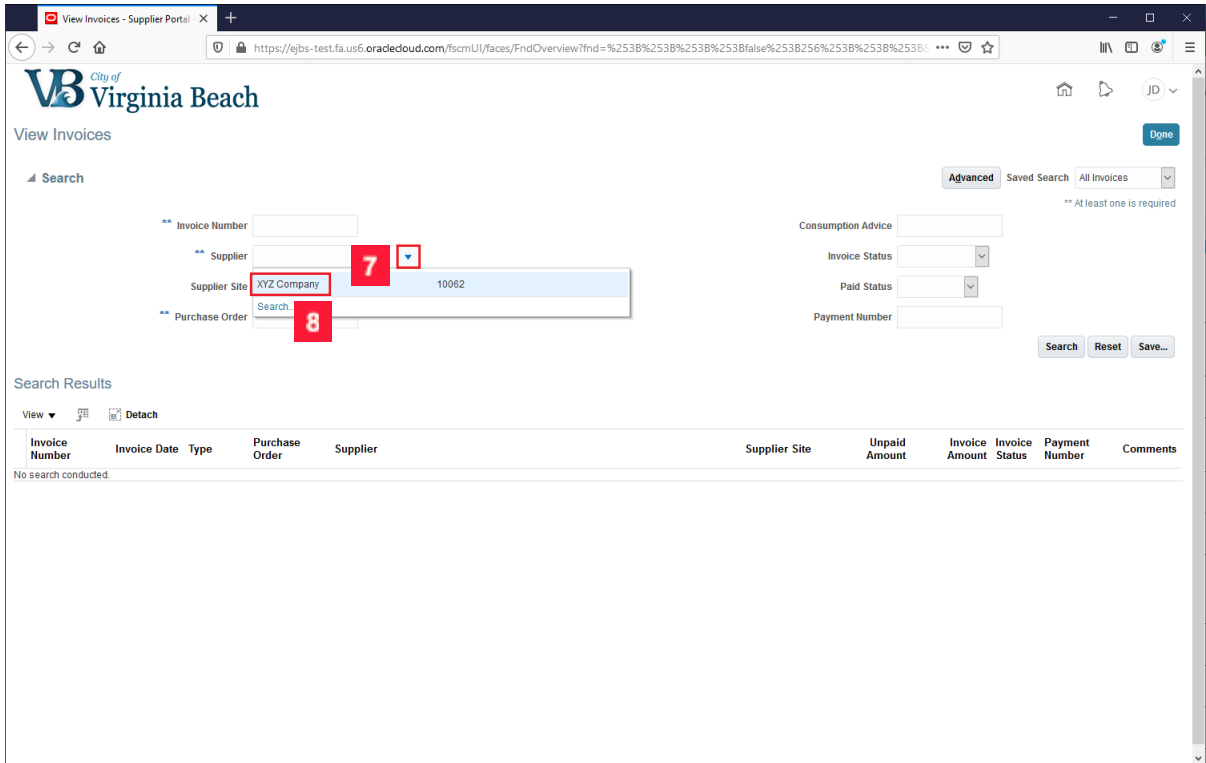 View Invoices - Supplier Portal
https://ejbs-test.fa.us6.oraclecloud.com/fscmUI/faces/FndOverview?fnd=%253B%253B%253B%253Bfalse%253B256%253B%253B%253B
City of
VB Virginia Beach
JD
View Invoices
Done
Search
Advanced Saved Search All Invoices
** At least one is required
** Invoice Number
Consumption Advice
** Supplier
7
Invoice Status
Supplier Site
XYZ Company 10062
Paid Status
Search...
8
** Purchase Order
Payment Number
Search Reset Save...
Search Results
View Detach
Invoice Number Invoice Date Type Purchase Order Supplier Supplier Site Unpaid Amount Invoice Amount Invoice Status Payment Number Comments
No search conducted.